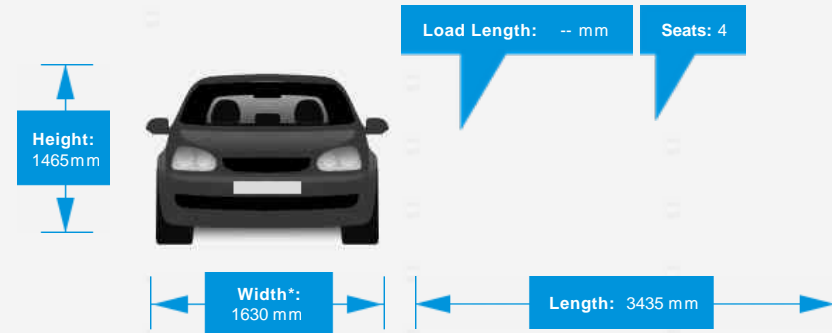 Load Length: -- mm
Seats: 4
Height:
1465mm
Width*:
1630 mm
Length: 3435 mm